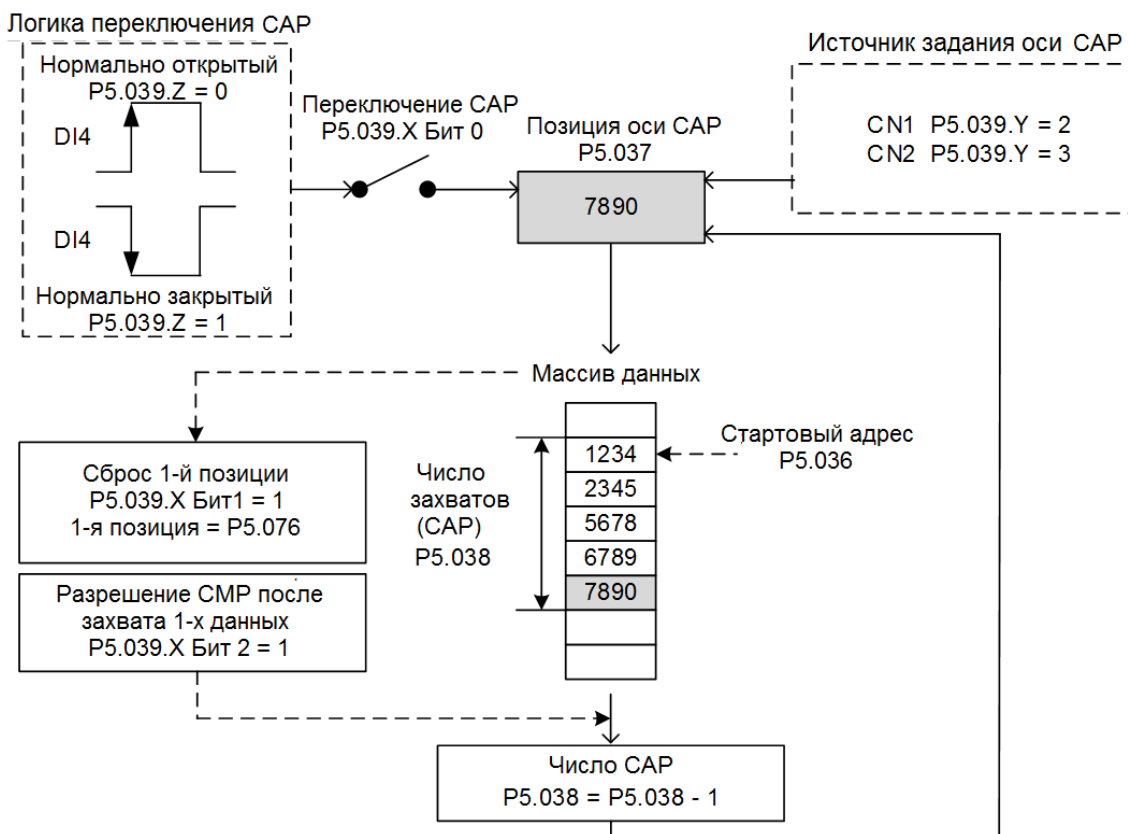 Логика переключения CAP
Нормально открытый
P5.039.Z = 0
DI4
DI4
Нормально закрытый
P5.039.Z = 1
Переключение CAP
P5.039.X Бит 0
Позиция оси CAP
P5.037
7890
Источник задания оси CAP
CN1 P5.039.Y = 2
CN2 P5.039.Y = 3
Массив данных
Сброс 1-й позиции
P5.039.X Бит1 = 1
1-я позиция = P5.076
Разрешение CMP после
захвата 1-х данных
P5.039.X Бит 2 = 1
Число
захватов
(CAP)
P5.038
1234
2345
5678
6789
7890
Стартовый адрес
P5.036
Число CAP
P5.038 = P5.038 - 1